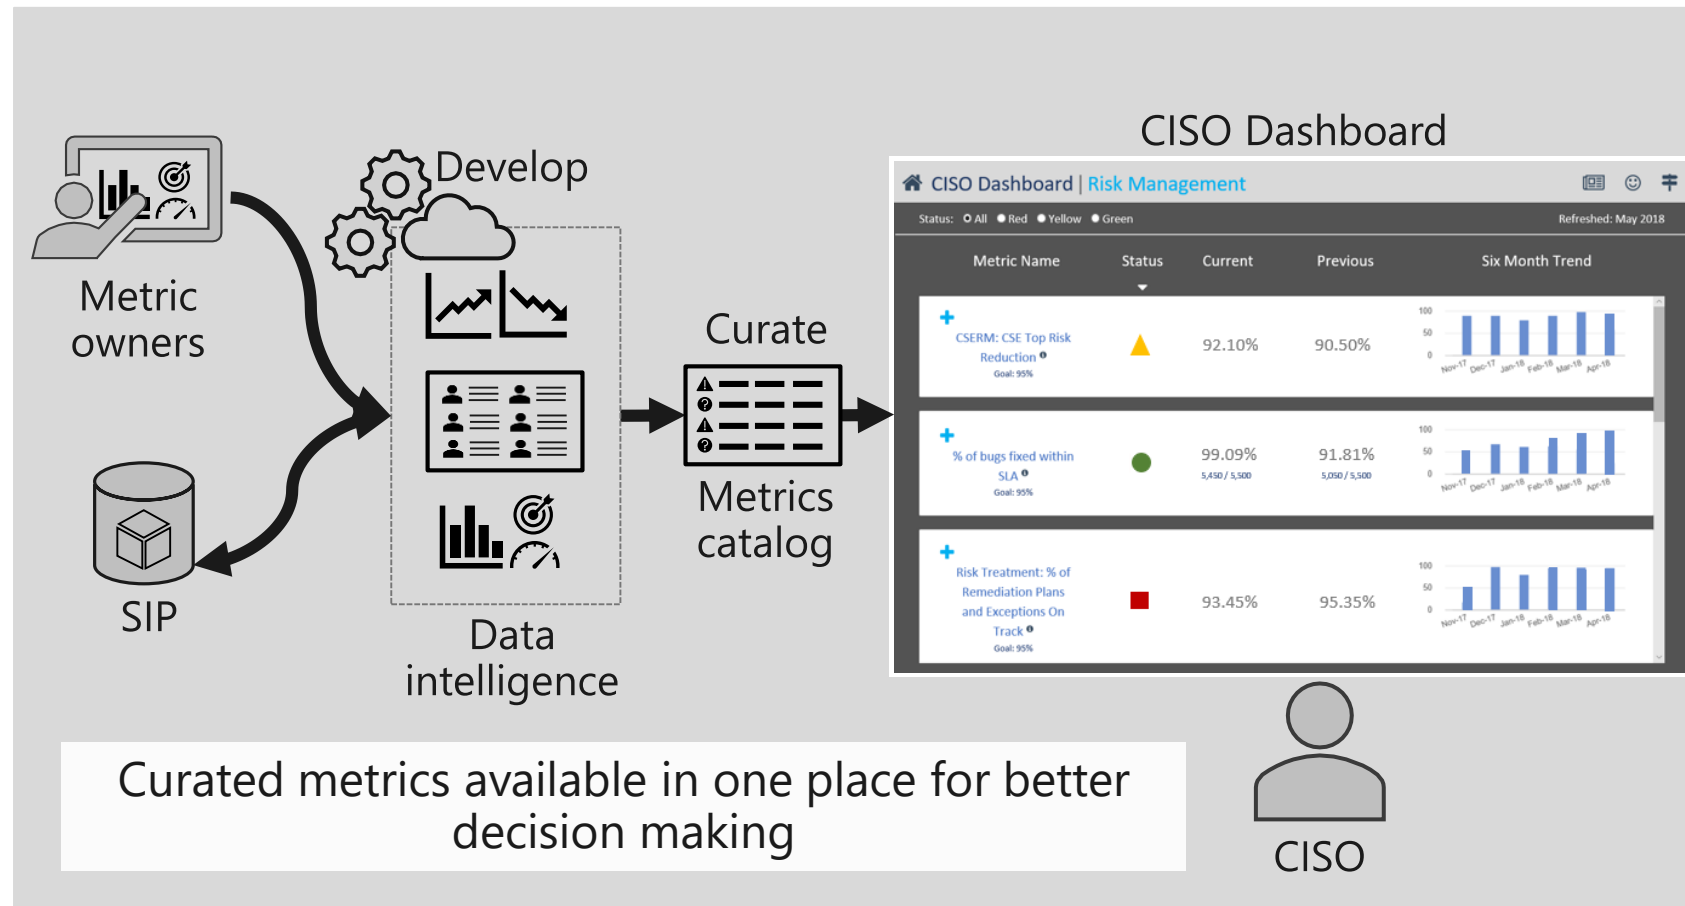 CISO Dashboard
Develop
Metric
owners
SIP
Data
intelligence
Curate
Metrics
catalog
CISO Dashboard | Risk Management
Status: All Red Yellow Green
Refreshed: May 2018
Metric Name Status Current Previous Six Month Trend
CSERM: CSE Top Risk
Reduction
Goal: 95%
92.10%
90.50%
100
50
0
Nov-17 Dec-17 Jan-18 Feb-18 Mar-18 Apr-18
% of bugs fixed within
SLA
Goal: 95%
99.09%
5,450 / 5,500
91.81%
5,050 / 5,500
100
50
0
Nov-17 Dec-17 Jan-18 Feb-18 Mar-18 Apr-18
Risk Treatment: % of
Remediation Plans
and Exceptions On
Track
Goal: 95%
93.45%
95.35%
100
50
0
Nov-17 Dec-17 Jan-18 Feb-18 Mar-18 Apr-18
Curated metrics available in one place for better
decision making
CISO